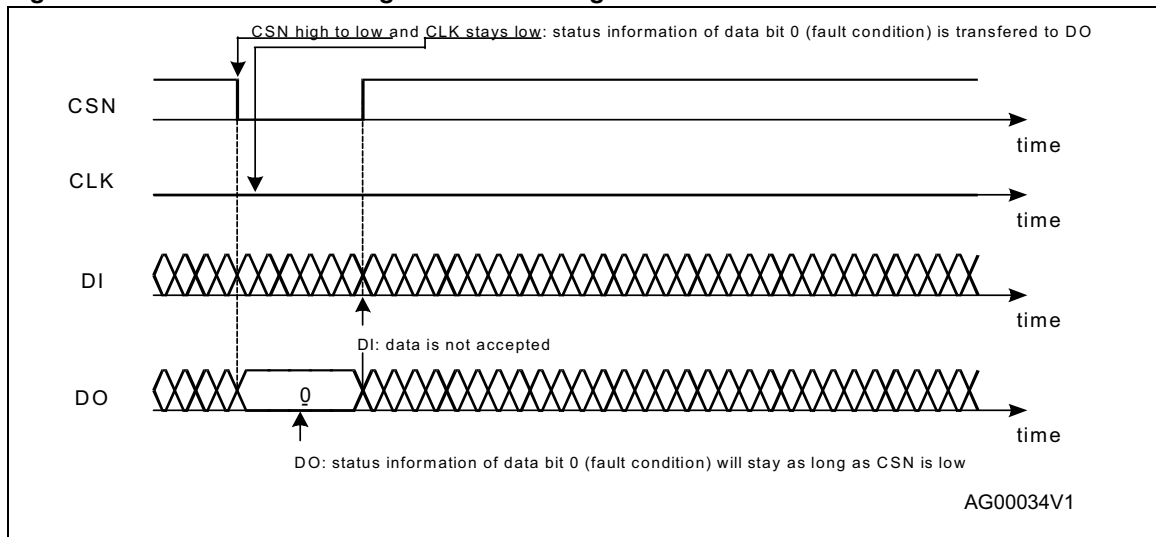 CSN high to low and CLK stays low: status information of data bit 0 (fault condition) is transfered to DO
CSN
time
CLK
time
DI
time
DI: data is not accepted
DO
0
time
DO: status information of data bit 0 (fault condition) will stay as long as CSN is low
AG00034V1